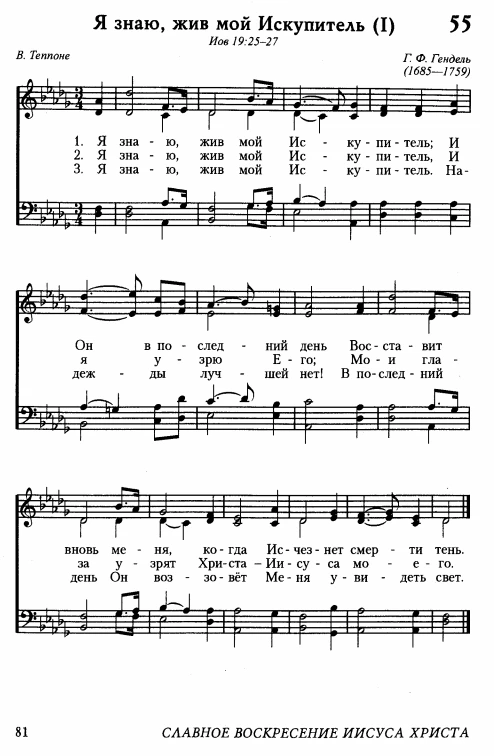 Я знаю, жив мой Искупитель (I) 55
Иов 19:25–27
В. Теппоне
Г. Ф. Гендель
(1685—1759)
1. Я зна - ю, жив мой Ис - ку - пи - тель; И
2. Я зна - ю, жив мой Ис - ку - пи - тель, И
3. Я зна - ю, жив мой Ис - ку - пи - тель. На-
Он в по - след - ний день Вос - ста - вит
я у - зрю Е - го; Мо - и гла -
деж - ды луч - шей нет! В по - след - ний
вновь ме - ня, ко - гда Ис - чез - нет смер - ти тень.
за у - зрят Хри - ста – Ии - су - са мо - е - го.
день Он воз - зо - вёт Ме - ня у - ви - деть свет.
81 СЛАВНОЕ ВОСКРЕСЕНИЕ ИИСУСА ХРИСТА